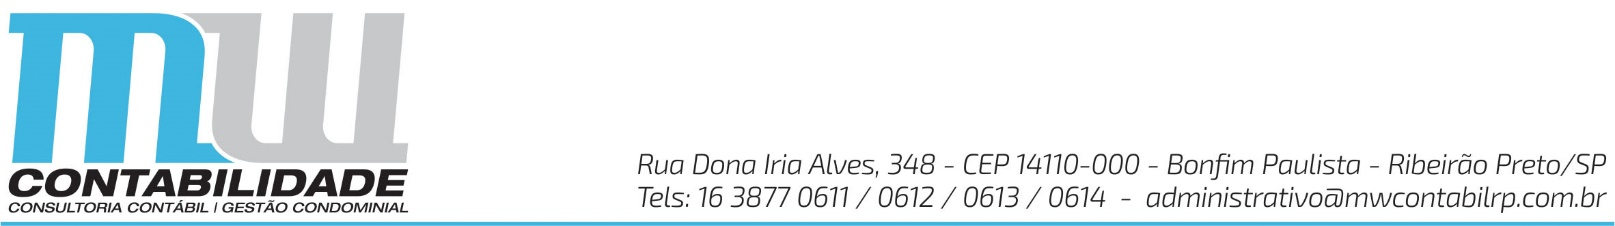 mw
CONTABILIDADE
CONSULTORIA CONTÁBIL | GESTÃO CONDOMINIAL
Rua Dona Iria Alves, 348 - CEP 14110-000 - Bonfim Paulista - Ribeirão Preto/SP
Tels: 16 3877 0611 / 0612 / 0613 / 0614 - administrativo@mwcontabilrp.com.br